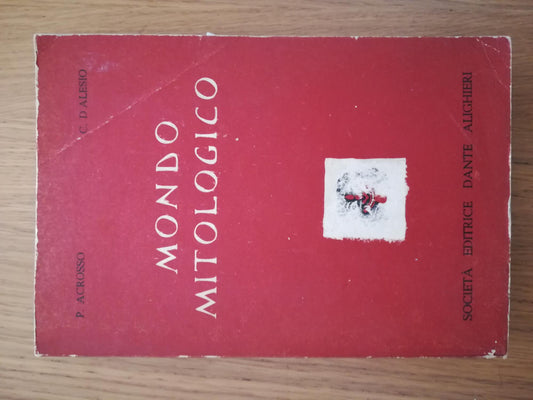 P. ACROSSO C. D'ALESIO
MONDO
MITOLOGICO
SOCIETÀ EDITRICE DANTE ALIGHIERI